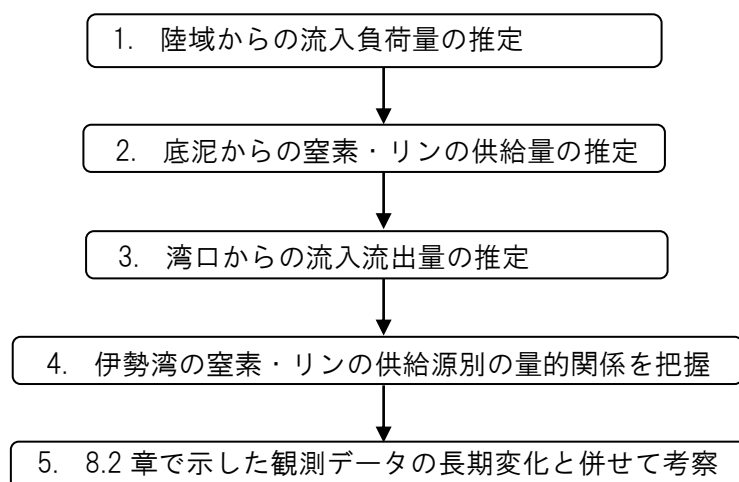 1. 陸域からの流入負荷量の推定
2. 底泥からの窒素・リンの供給量の推定
3. 湾口からの流入流出量の推定
4. 伊勢湾の窒素・リンの供給源別の量的関係を把握
5. 8.2 章で示した観測データの長期変化と併せて考察